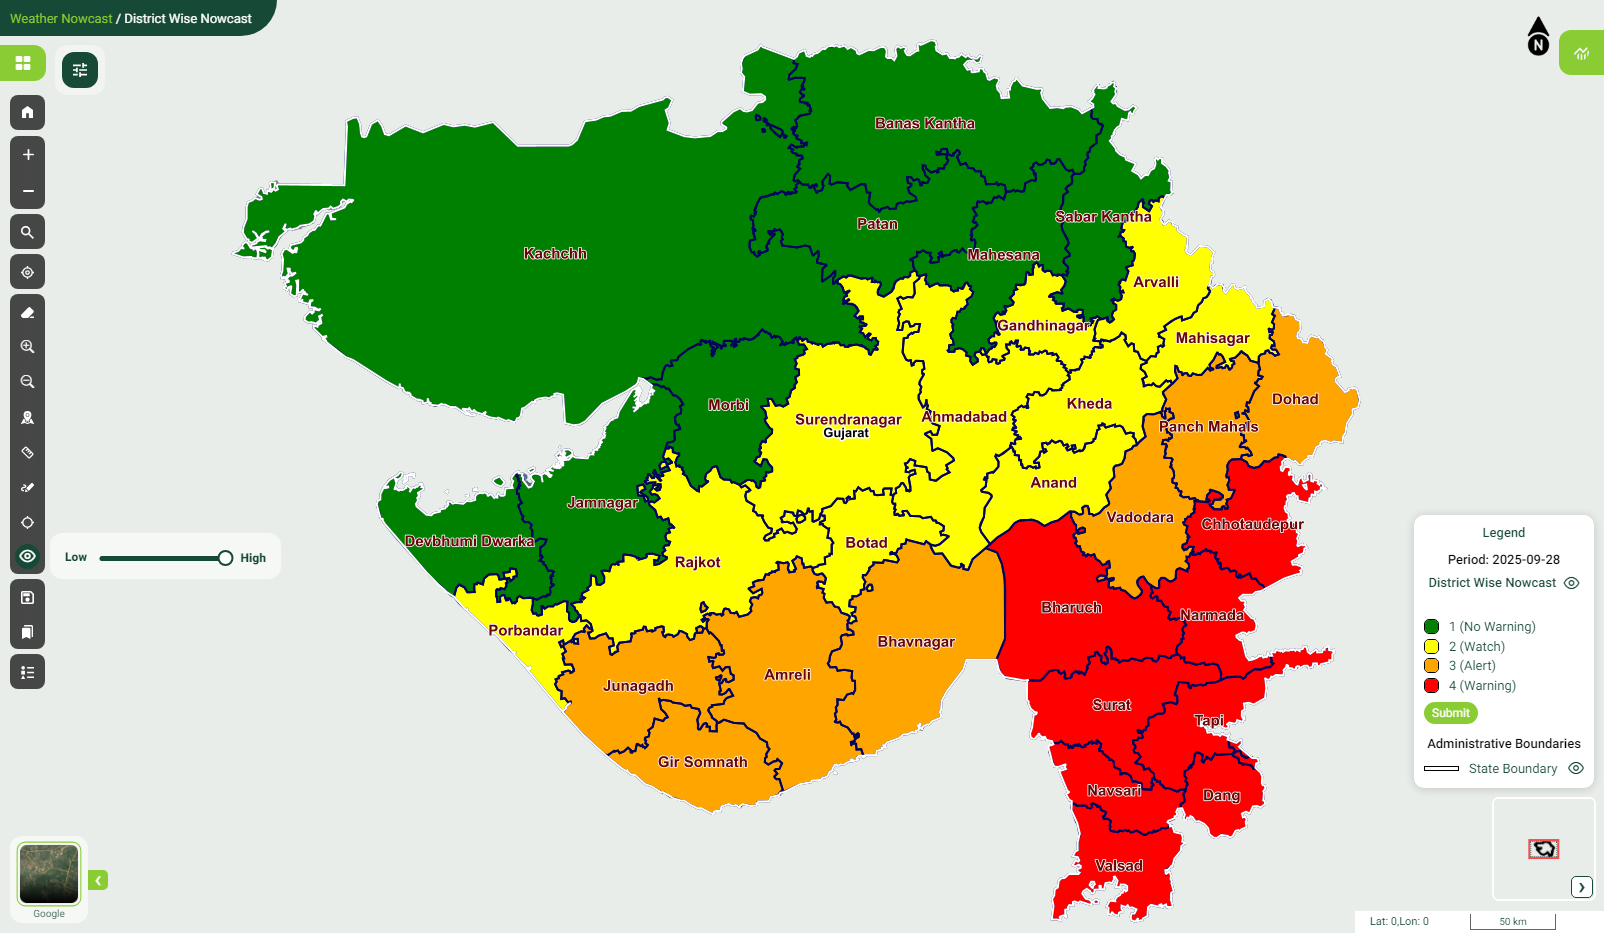 Weather Nowcast / District Wise Nowcast
N
Banas Kantha
Patan
Sabar Kantha
Kachchh
Mahesana
Arvalli
Gandhinagar
Mahisagar
Morbi
Surendranagar
Gujarat
Ahmadabad
Kheda
Dohad
Panch Mahals
Anand
Jamnagar
Vadodara
Chhotaudepur
Devbhumi Dwarka
Botad
Rajkot
Low
High
Bharuch
Narmada
Porbandar
Bhavnagar
Junagadh
Amreli
Surat
Tapi
Gir Somnath
Navsari
Dang
Valsad
Legend
Period: 2025-09-28
District Wise Nowcast
1 (No Warning)
2 (Watch)
3 (Alert)
4 (Warning)
Submit
Administrative Boundaries
State Boundary
Google
Lat: 0,Lon: 0
50 km